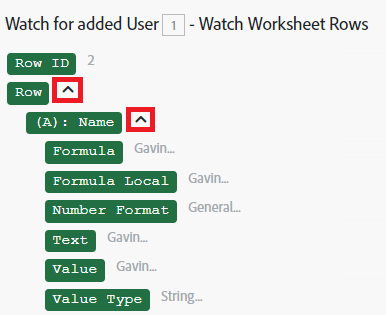 Watch for added User 1 - Watch Worksheet Rows
Row ID 2
Row
(A): Name
Formula Gavin...
Formula Local Gavin...
Number Format General...
Text Gavin...
Value Gavin...
Value Type String...